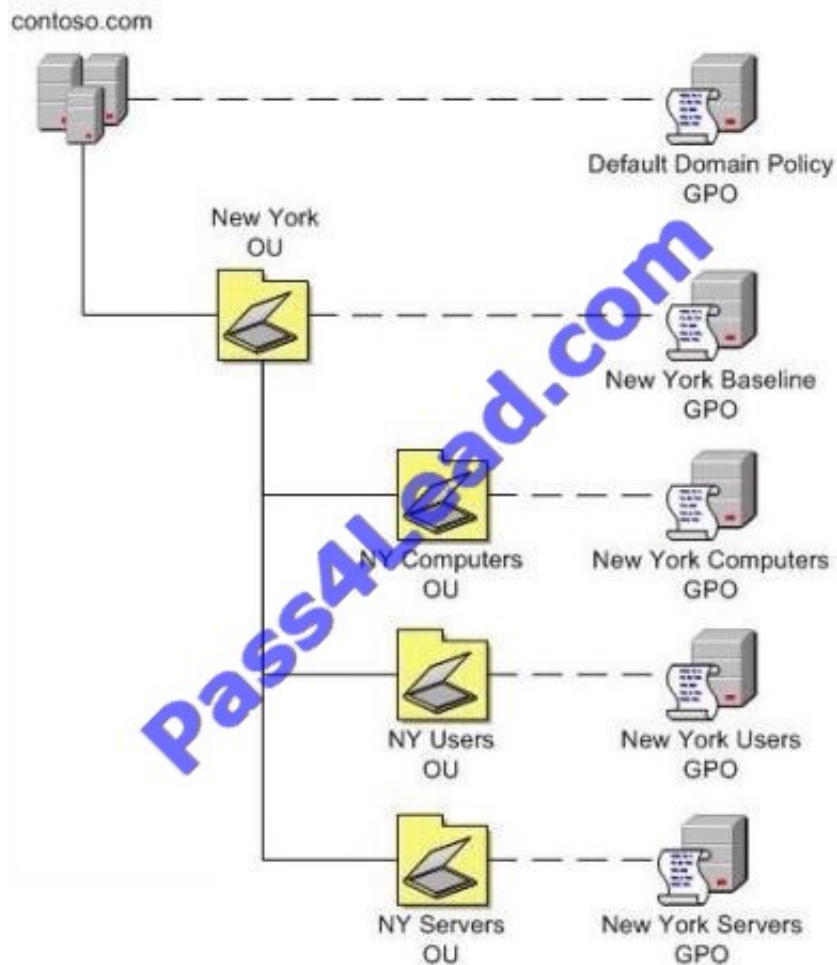 contoso.com
Default Domain Policy
GPO
New York
OU
New York Baseline
GPO
NY Computers
OU
New York Computers
GPO
NY Users
OU
New York Users
GPO
NY Servers
OU
New York Servers
GPO
Pass4Lead.com